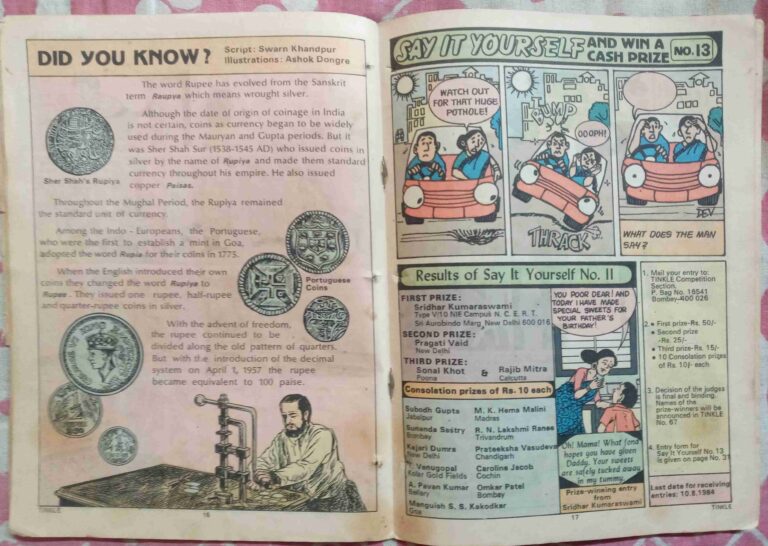 DID YOU KNOW?
Script: Swarn Khandpur
Illustrations: Ashok Dongre
The word Rupee has evolved from the Sanskrit
term Raupya which means wrought silver.
Although the date of origin of coinage in India
is not certain, coins as currency began to be widely
used during the Mauryan and Gupta periods. But it
was Sher Shah Sur (1538-1545 AD) who issued coins in
silver by the name of Rupiya and made them standard
currency throughout his empire. He also issued
copper Paisas.
Sher Shah's Rupiya
Throughout the Mughal Period, the Rupiya remained
the standard unit of currency.
Among the Indo - Europeans, the Portuguese,
who were the first to establish a mint in Goa,
adopted the word Rupia for their coins in 1775.
When the English introduced their own
coins they changed the word Rupiya to
Rupee. They issued one rupee, half-rupee
and quarter-rupee coins in silver.
Portuguese
Coins
With the advent of freedom,
the rupee continued to be
divided along the old pattern of quarters.
But with the introduction of the decimal
system on April 1, 1957 the rupee
became equivalent to 100 paise.
TINKLE
16
SAY IT YOURSELF AND WIN A
CASH PRIZE
NO. 13
WATCH OUT
FOR THAT HUGE
POTHOLE!
OOOPH!
THRACK
DEV
WHAT DOES THE MAN
SAY?
Results of Say It Yourself No. 11
FIRST PRIZE:
Sridhar Kumaraswami
Type V/10 NIE Campus N. C. E. R. T.
Sri Aurobindo Marg New Delhi 600 016
SECOND PRIZE:
Pragati Vaid
New Delhi
THIRD PRIZE:
Sonal Khot & Rajib Mitra
Poona Calcutta
Consolation prizes of Rs. 10 each
Subodh Gupta M. K. Hema Malini
Jabalpur Madras
Sunanda Sastry R. N. Lakshmi Ranee
Bombay Trivandrum
Kajari Dumra Prateeksha Vasudeva
New Delhi Chandigarh
Venugopal Caroline Jacob
Kolar Gold Fields Cochin
A. Pavan Kumar Omkar Patel
Bellary Bombay
Manguish S. S. Kakodkar
Goa
YOU POOR DEAR! AND
TODAY I HAVE MADE
SPECIAL SWEETS FOR
YOUR FATHER'S
BIRTHDAY!
Oh! Mama! What fond
hopes you have given
Daddy. Your sweets
are safely tucked away
in my tummy.
Prize-winning entry
from
Sridhar Kumaraswami
1. Mail your entry to:
TINKLE Competition
Section,
P. Bag No. 16541
Bombay-400 026
2. • First prize-Rs. 50/-
• Second prize
-Rs. 25/-
• Third prize-Rs. 15/-
• 10 Consolation prizes
of Rs. 10/- each
3. Decision of the judges
is final and binding.
Names of the
prize-winners will be
announced in
TINKLE
No. 67
4. Entry form for
Say It Yourself No. 13
is given on page No. 31
Last date for receiving
entries: 10.8.1984
17
TINKLE